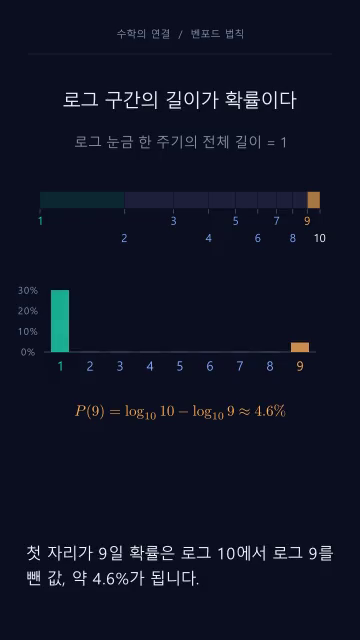 수학의 연결 / 벤포드 법칙
로그 구간의 길이가 확률이다
로그 눈금 한 주기의 전체 길이 = 1
1 3 5 7 9
2 4 6 8 10
30%
20%
10%
0%
1 2 3 4 5 6 7 8 9
P(9) = log₁₀ 10 − log₁₀ 9 ≈ 4.6%
첫 자리가 9일 확률은 로그 10에서 로그 9를
뺀 값, 약 4.6%가 됩니다.